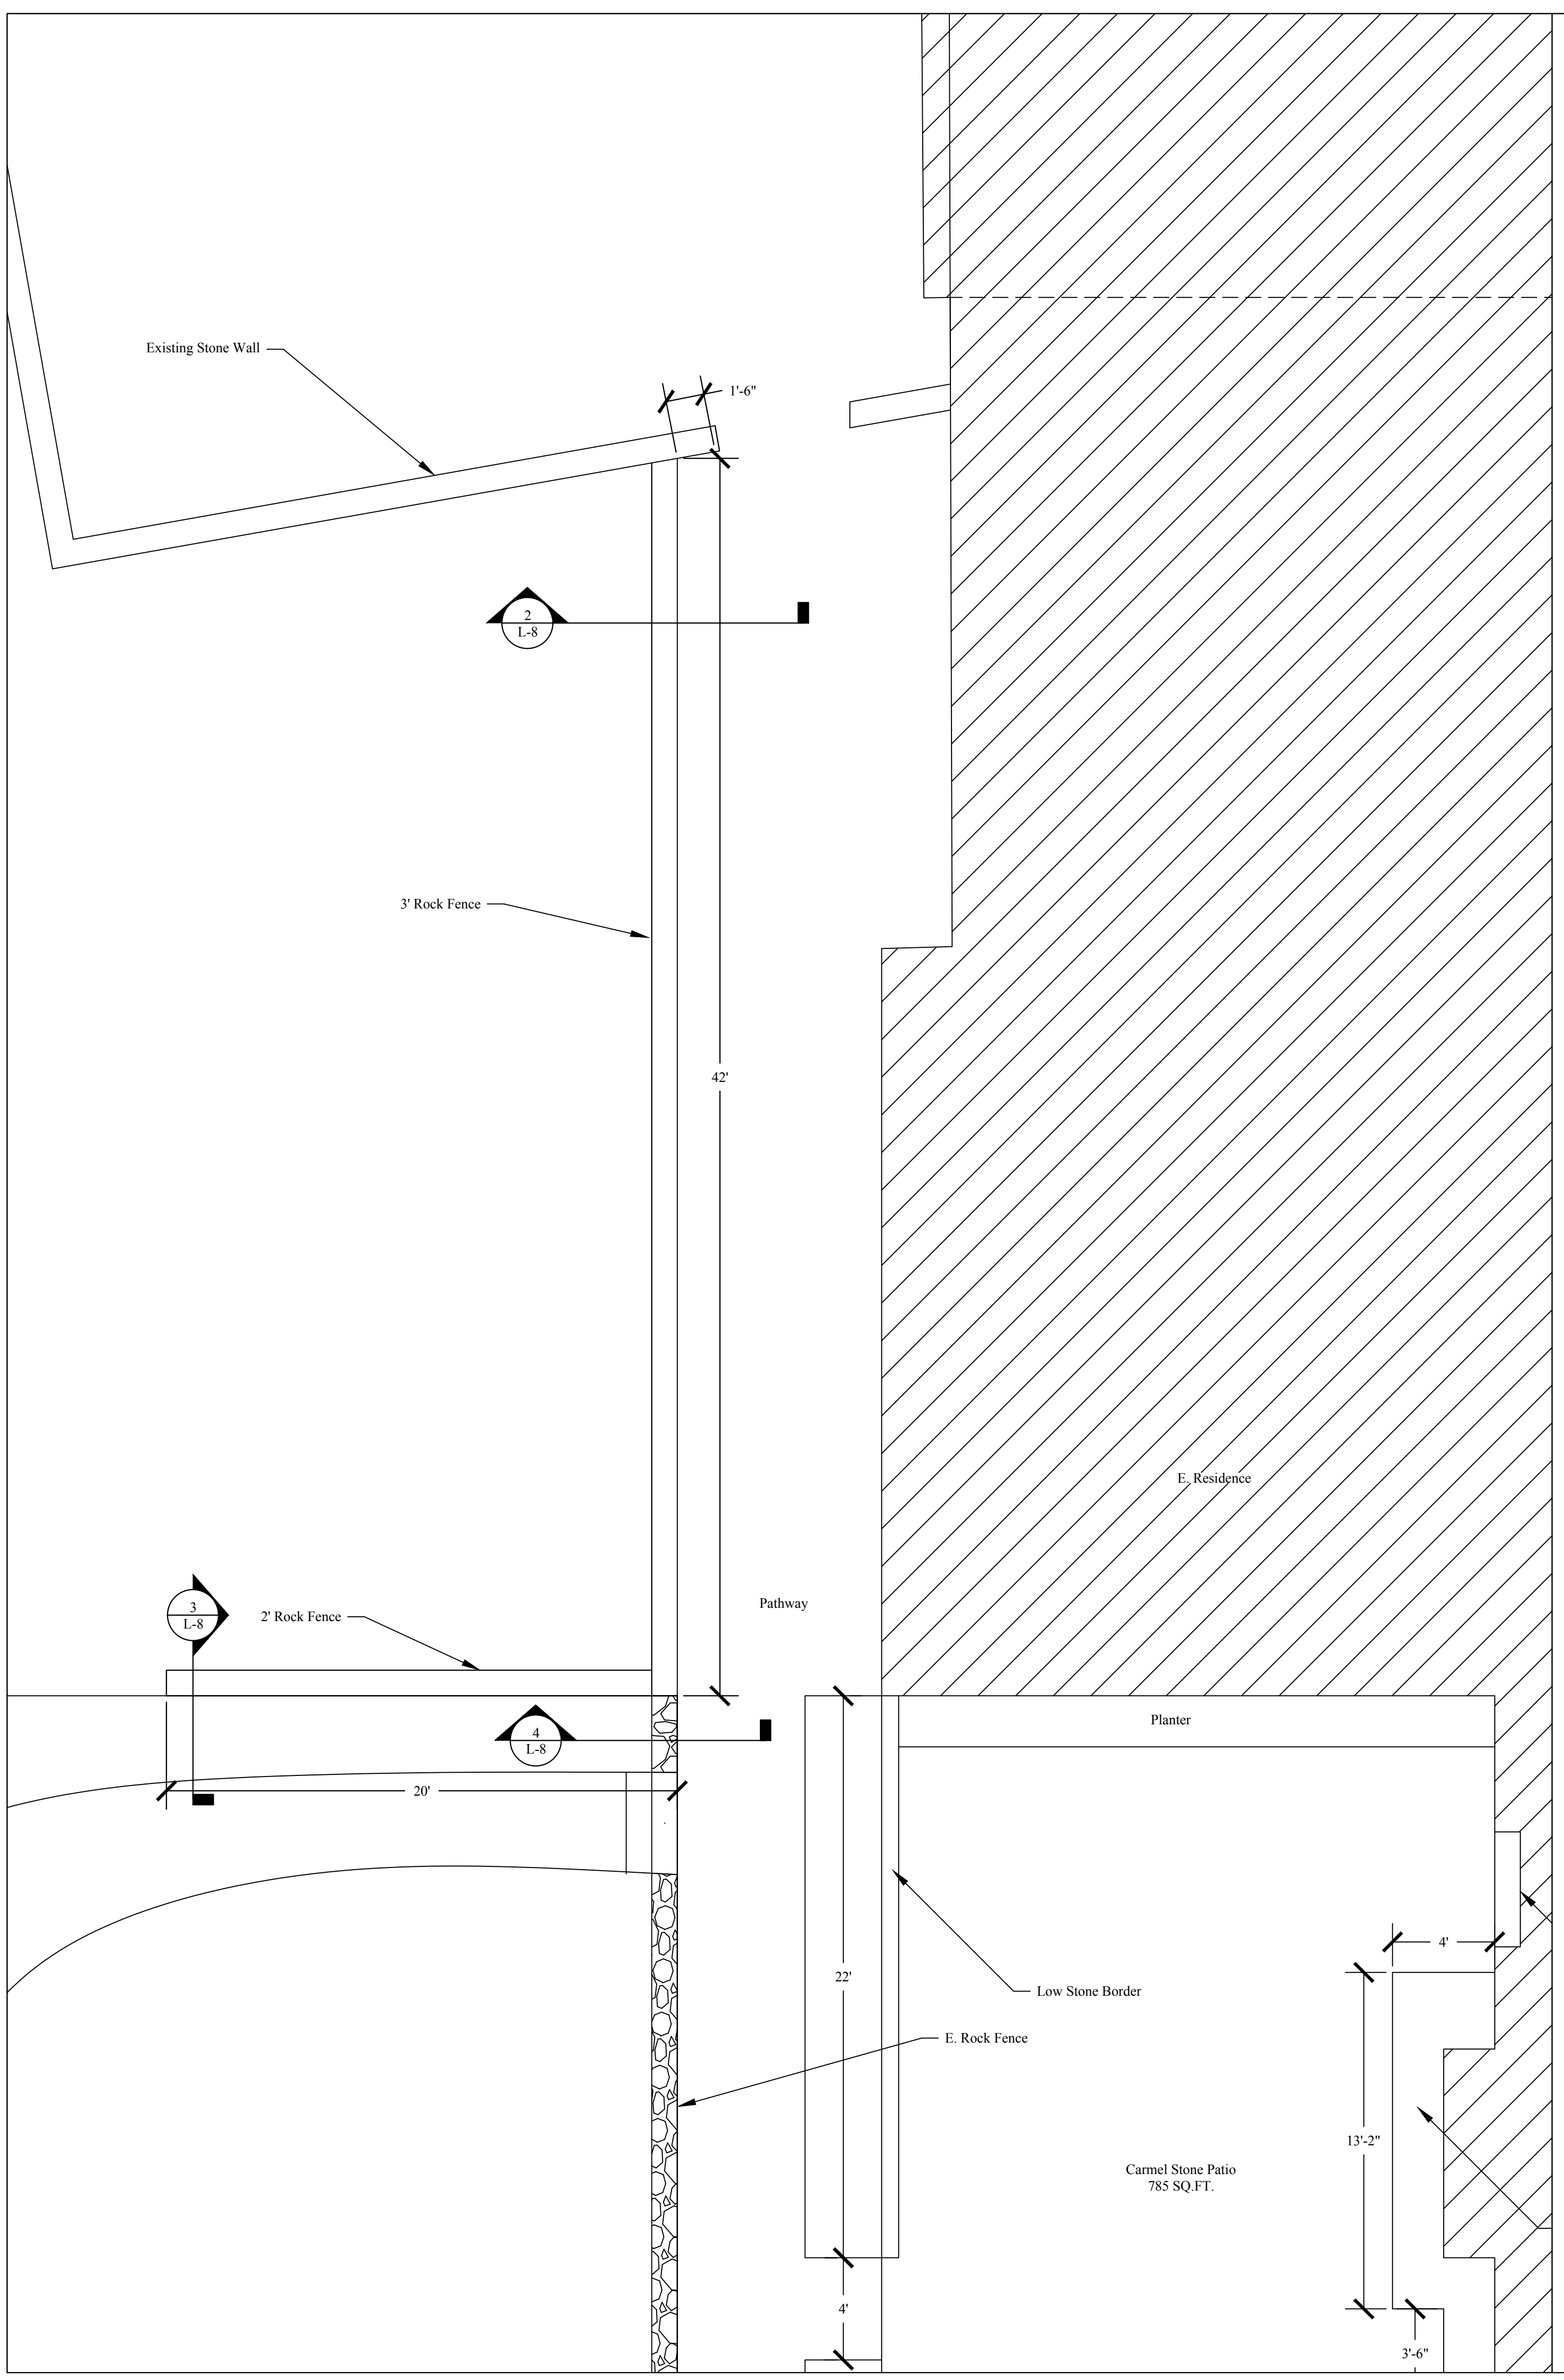 Existing Stone Wall
1'-6"
2
L-8
3' Rock Fence
42'
E. Residence
Pathway
3
L-8
2' Rock Fence
Planter
4
L-8
20'
4'
22'
Low Stone Border
E. Rock Fence
13'-2"
Carmel Stone Patio
785 SQ.FT.
4'
3'-6"